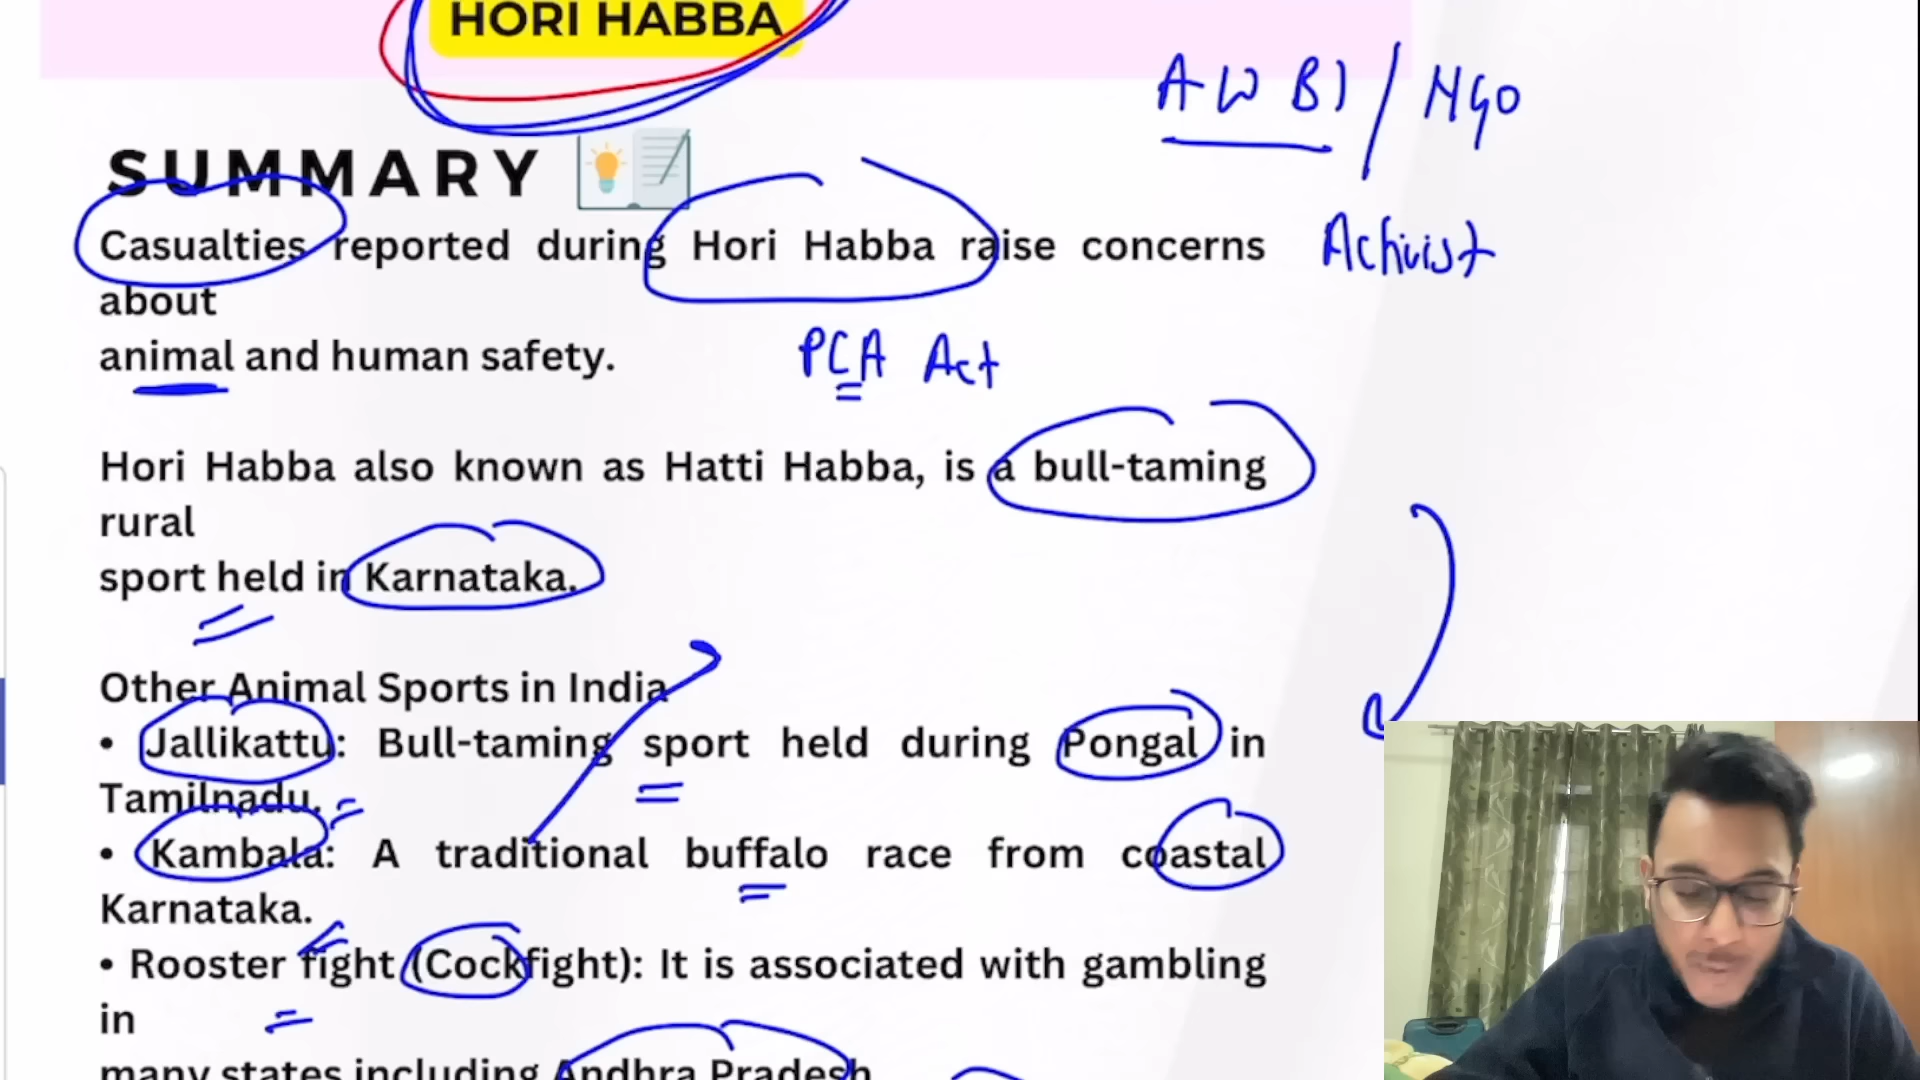 HORI HABBA
AWBI / NGO
SUMMARY
Activist
Casualties reported during Hori Habba raise concerns
about
animal and human safety.
PCA Act
Hori Habba also known as Hatti Habba, is a bull-taming
rural
sport held in Karnataka.
Other Animal Sports in India
• Jallikattu: Bull-taming sport held during Pongal in
Tamilnadu.
• Kambala: A traditional buffalo race from coastal
Karnataka.
• Rooster fight (Cockfight): It is associated with gambling
in
many states including Andhra Pradesh